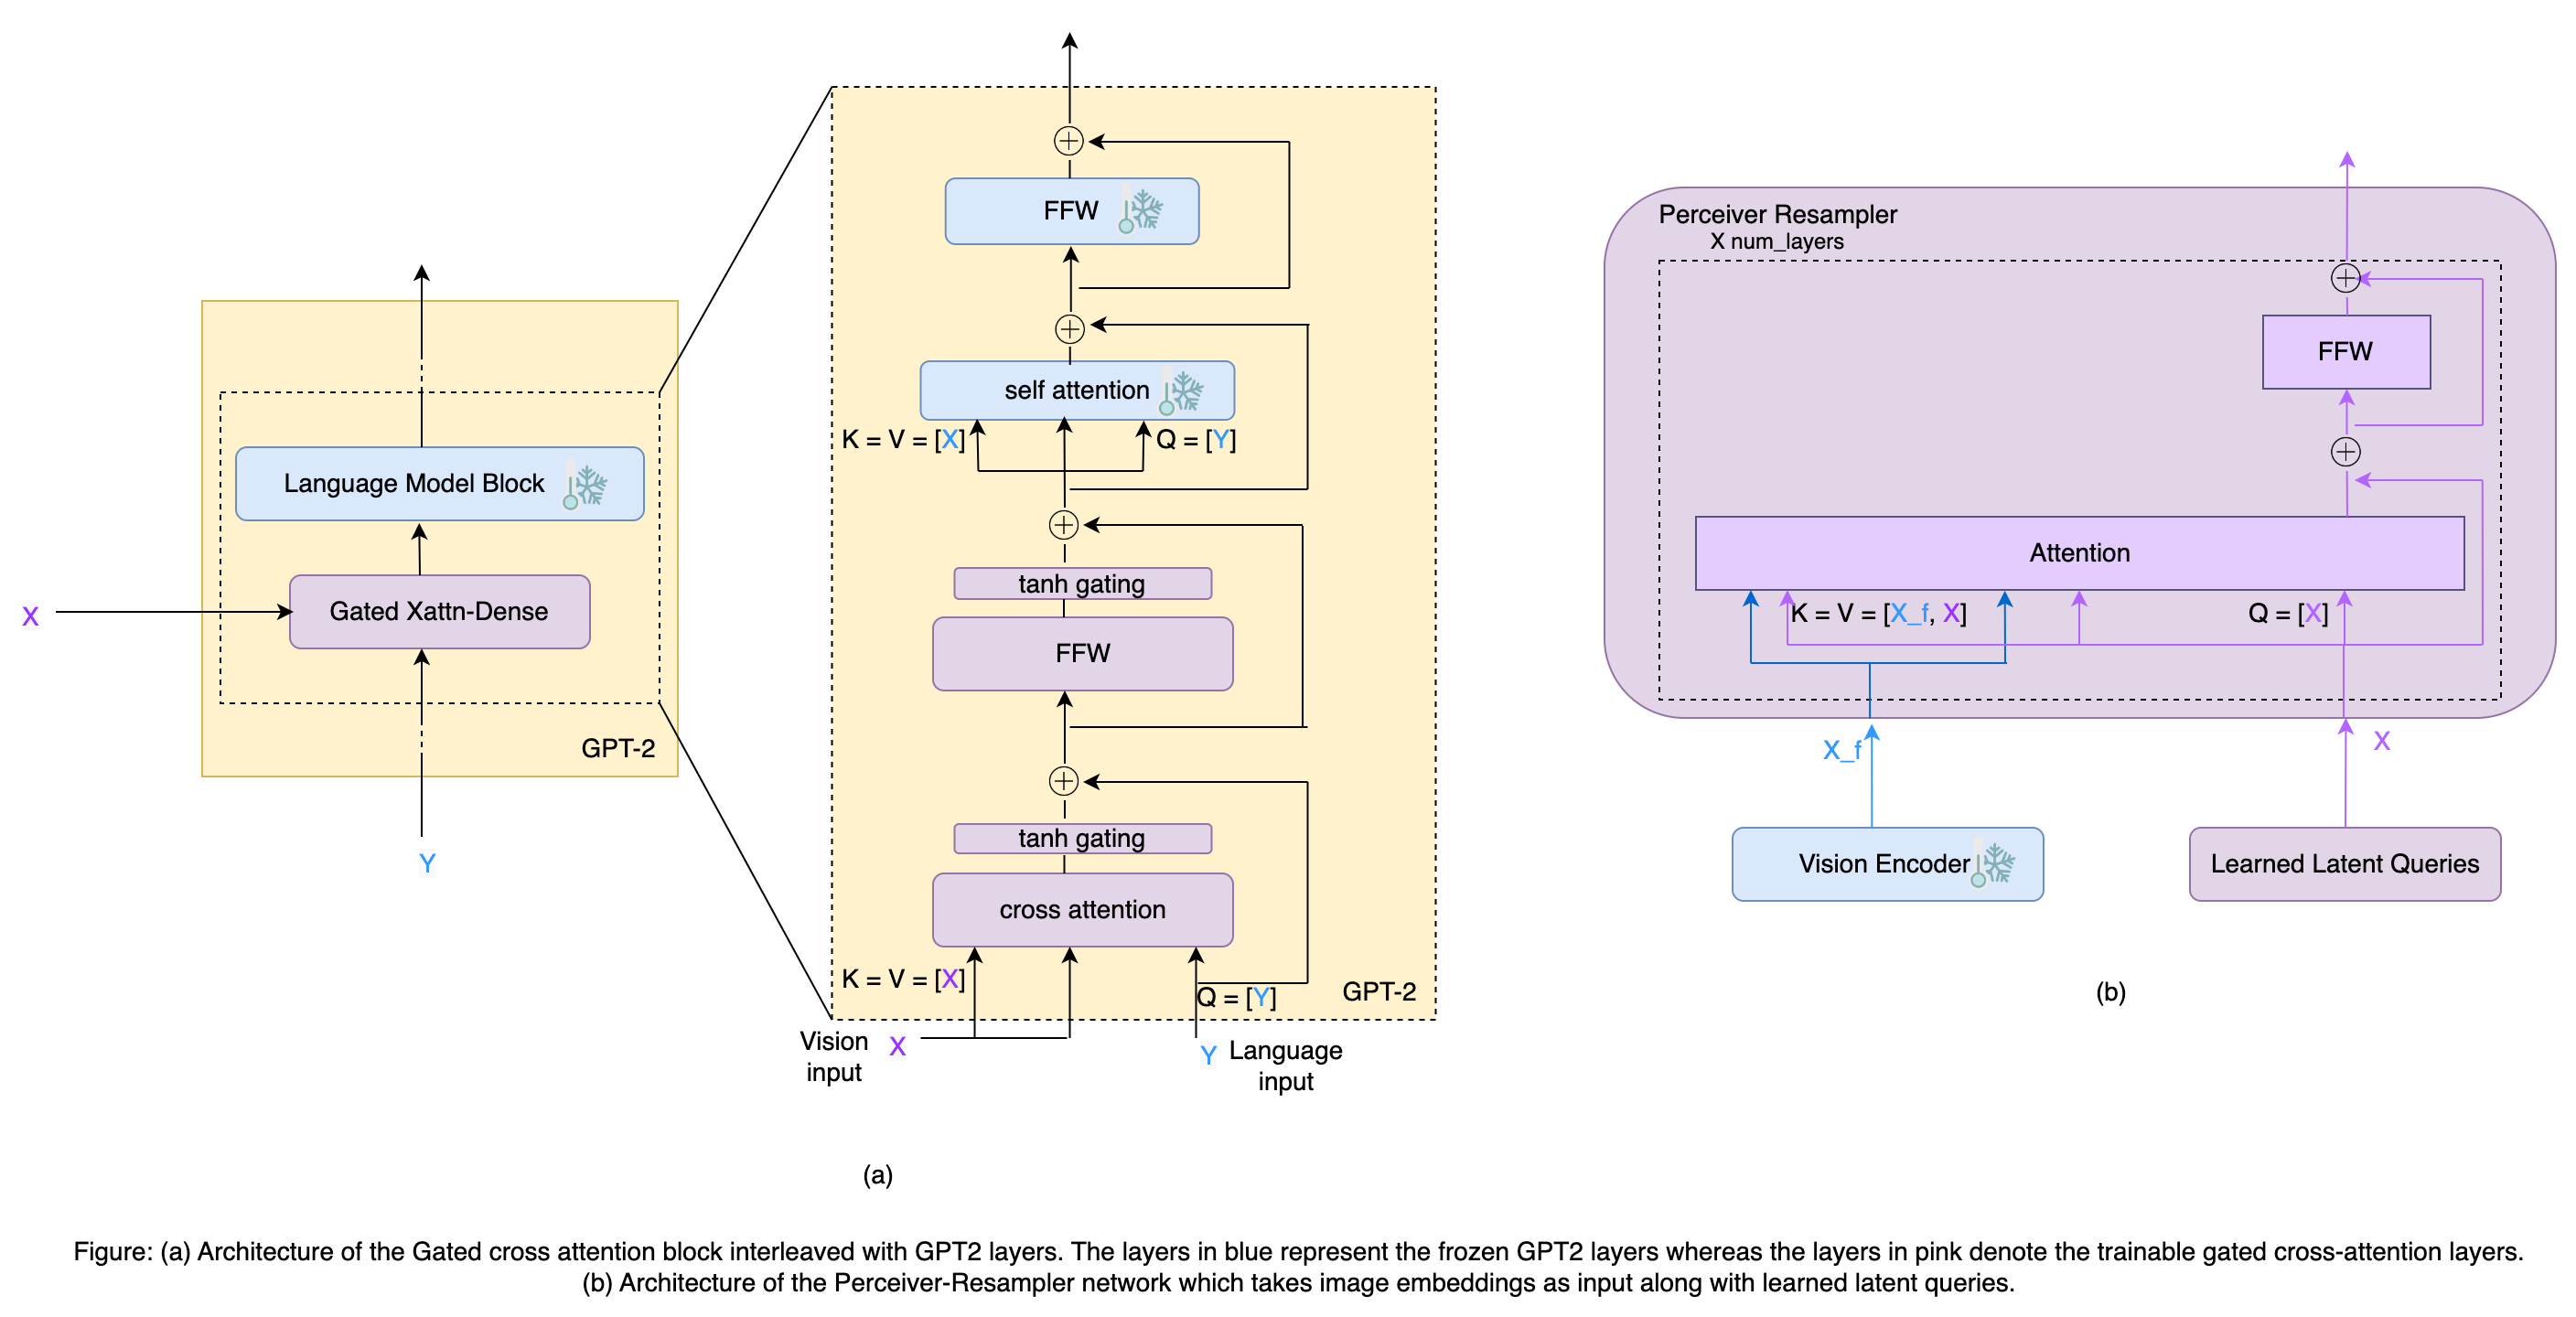 X
Language Model Block
Gated Xattn-Dense
GPT-2
Y
FFW
self attention
K = V = [X]
Q = [Y]
tanh gating
FFW
tanh gating
cross attention
K = V = [X]
Q = [Y]
GPT-2
Vision
input
X
Y
Language
input
(a)
Perceiver Resampler
X num_layers
FFW
Attention
K = V = [X_f, X]
Q = [X]
X_f
X
Vision Encoder
Learned Latent Queries
(b)
Figure: (a) Architecture of the Gated cross attention block interleaved with GPT2 layers. The layers in blue represent the frozen GPT2 layers whereas the layers in pink denote the trainable gated cross-attention layers.
(b) Architecture of the Perceiver-Resampler network which takes image embeddings as input along with learned latent queries.